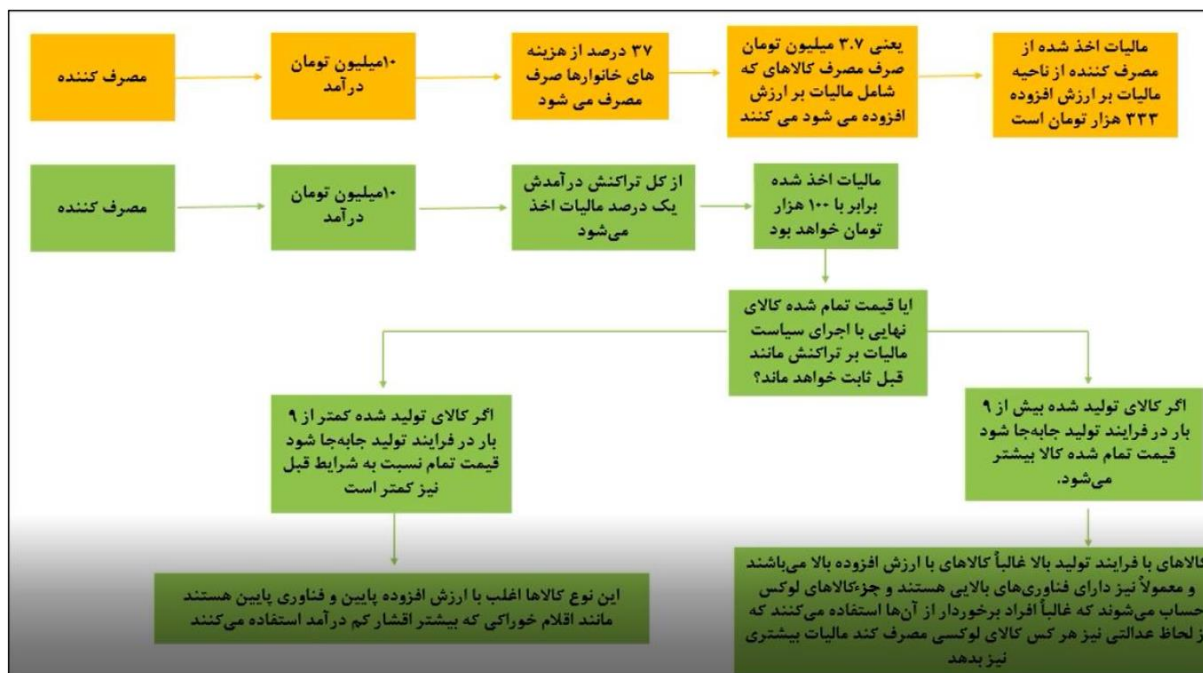 مصرف کننده
۱۰میلیون تومان
درآمد
۳۷ درصد از هزینه
های خانوارها صرف
مصرف می شود
یعنی ۳.۷ میلیون تومان
صرف مصرف کالاهای که
شامل مالیات بر ارزش
افزوده می شود می کنند
مالیات اخذ شده از
مصرف کننده از ناحیه
مالیات بر ارزش افزوده
۳۳۳ هزار تومان است
مصرف کننده
۱۰میلیون تومان
درآمد
از کل تراکنش درآمدش
یک درصد مالیات اخذ
می‌شود
مالیات اخذ شده
برابر با ۱۰۰ هزار
تومان خواهد بود
ایا قیمت تمام شده کالای
نهایی با اجرای سیاست
مالیات بر تراکنش مانند
قبل ثابت خواهد ماند؟
اگر کالای تولید شده بیش از ۹
بار در فرایند تولید جابه‌جا شود
قیمت تمام شده کالا بیشتر
می‌شود.
اگر کالای تولید شده کمتر از ۹
بار در فرایند تولید جابه‌جا شود
قیمت تمام نسبت به شرایط قبل
نیز کمتر است
کالاهای با فرایند تولید بالا غالباً کالاهای با ارزش افزوده بالا می‌باشند
و معمولاً نیز دارای فناوری‌های بالایی هستند و جزءکالاهای لوکس
حساب می‌شوند که غالباً افراد برخوردار از آن‌ها استفاده می‌کنند که
از لحاظ عدالتی نیز هر کس کالای لوکسی مصرف کند مالیات بیشتری
نیز بدهد
این نوع کالاها اغلب با ارزش افزوده پایین و فناوری پایین هستند
مانند اقلام خوراکی که بیشتر اقشار کم درآمد استفاده می‌کنند